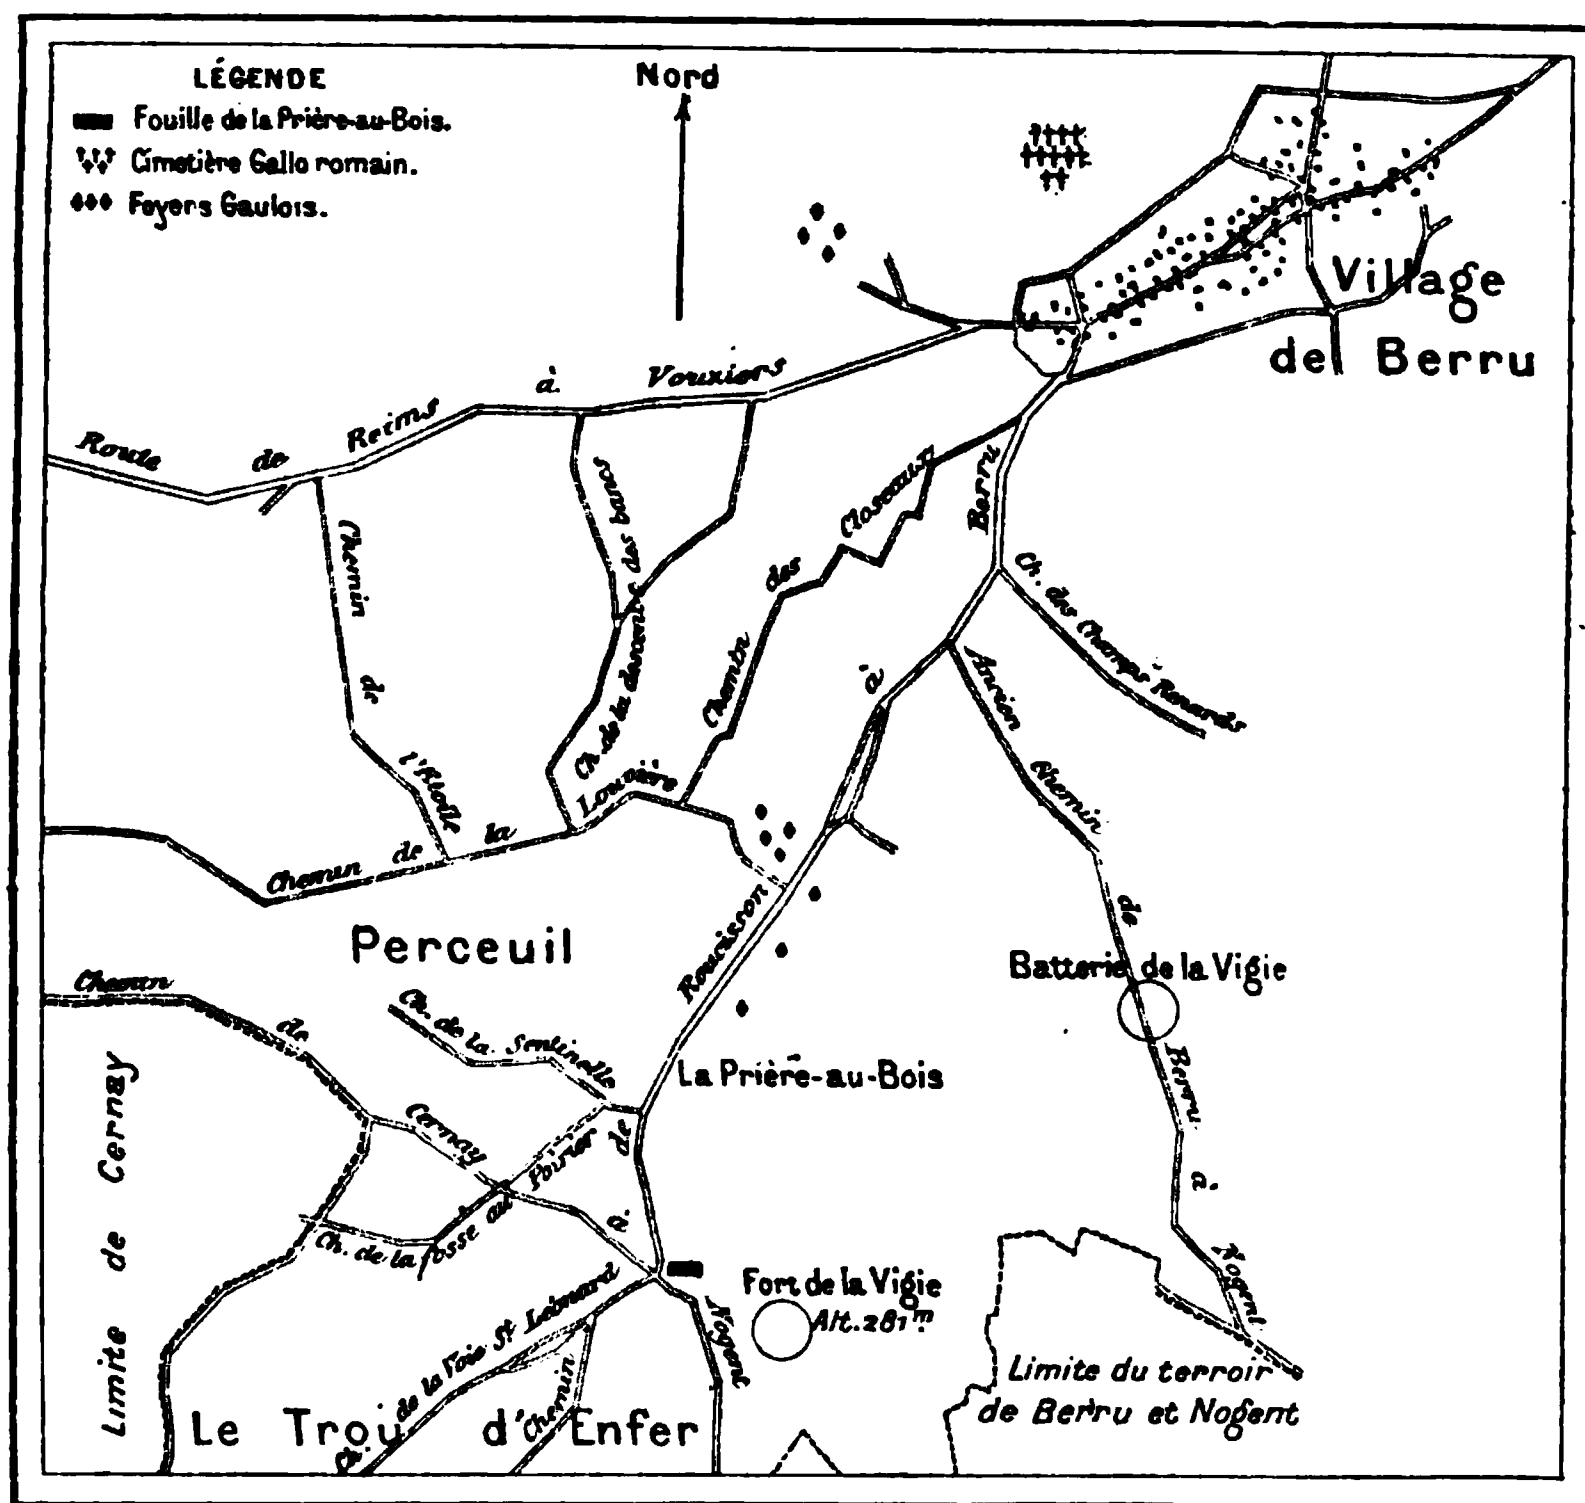 LÉGENDE
Fouille de la Prière-au-Bois.
Cimetière Gallo romain.
Foyers Gaulois.
Nord
Village
de Berru
Route de Reims à Vouziers
Chemin de l'Étoile
Ch. de la descente des bours
Chemin des Closeaux
Chemin de la Louvière
Roucisson à Berru
Ch. des Champs Renards
Ancien Chemin de Berru à Nogent
Batterie de la Vigie
Perceuil
La Prière-au-Bois
Chemin de Cernay à Nogent
Ch. de la Sentinelle
de
Ch. de la fosse au Poirier
Limite de Cernay
Fort de la Vigie
Alt. 281m
Ch. de la Voie St Léonard
Chemin
Le Trou d'Enfer
Limite du terroir
de Berru et Nogent